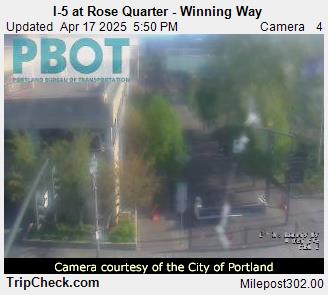 I-5 at Rose Quarter - Winning Way
Updated Apr 17 2025 5:50 PM Camera 4
PBOT
PORTLAND BUREAU OF TRANSPORTATION
Camera courtesy of the City of Portland
TripCheck.com Milepost302.00